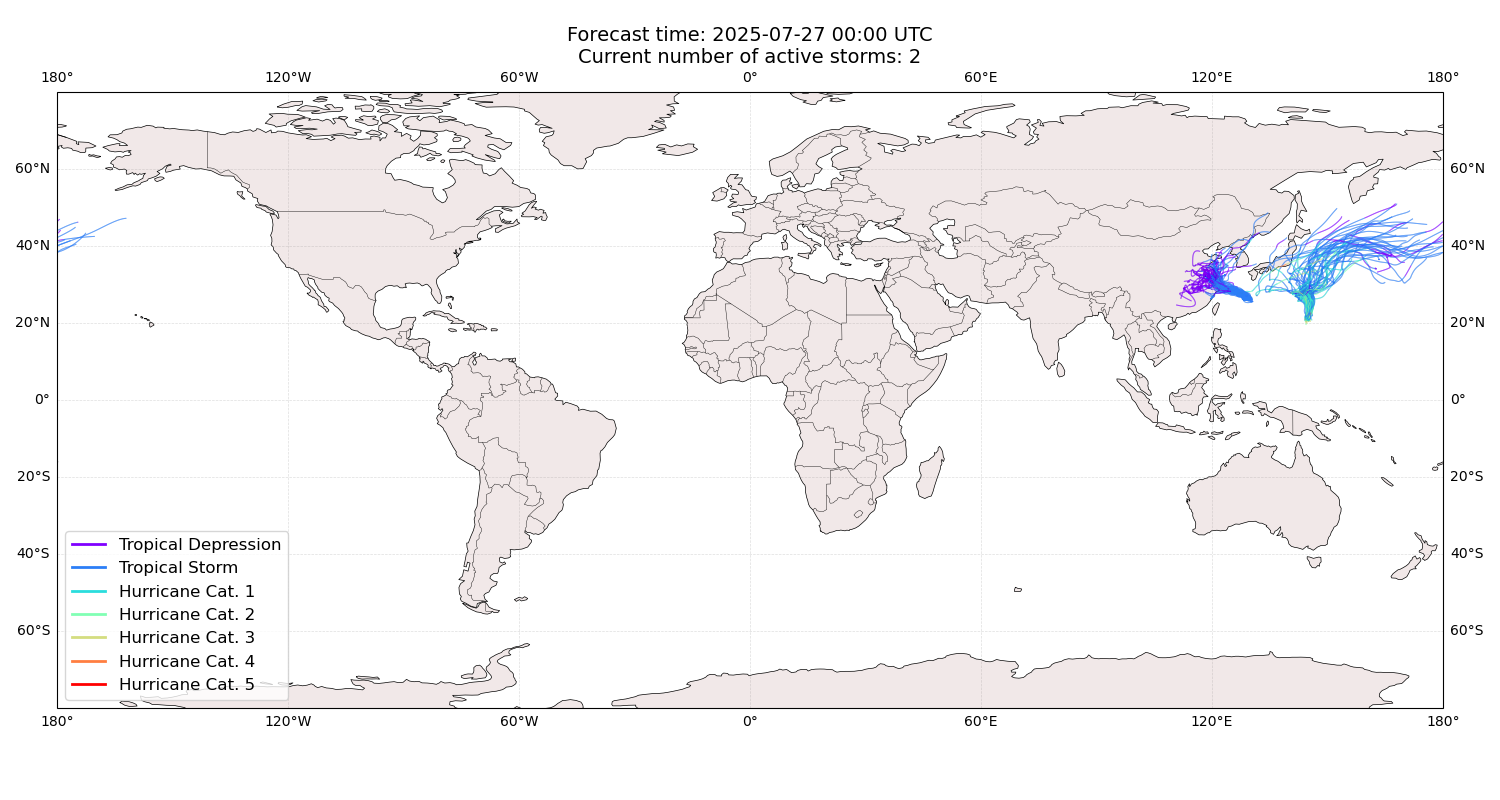 Forecast time: 2025-07-27 00:00 UTC
Current number of active storms: 2
180° 120°W 60°W 0° 60°E 120°E 180°
60°N 60°N
40°N 40°N
20°N 20°N
0° 0°
20°S 20°S
40°S 40°S
60°S 60°S
Tropical Depression
Tropical Storm
Hurricane Cat. 1
Hurricane Cat. 2
Hurricane Cat. 3
Hurricane Cat. 4
Hurricane Cat. 5
180° 120°W 60°W 0° 60°E 120°E 180°